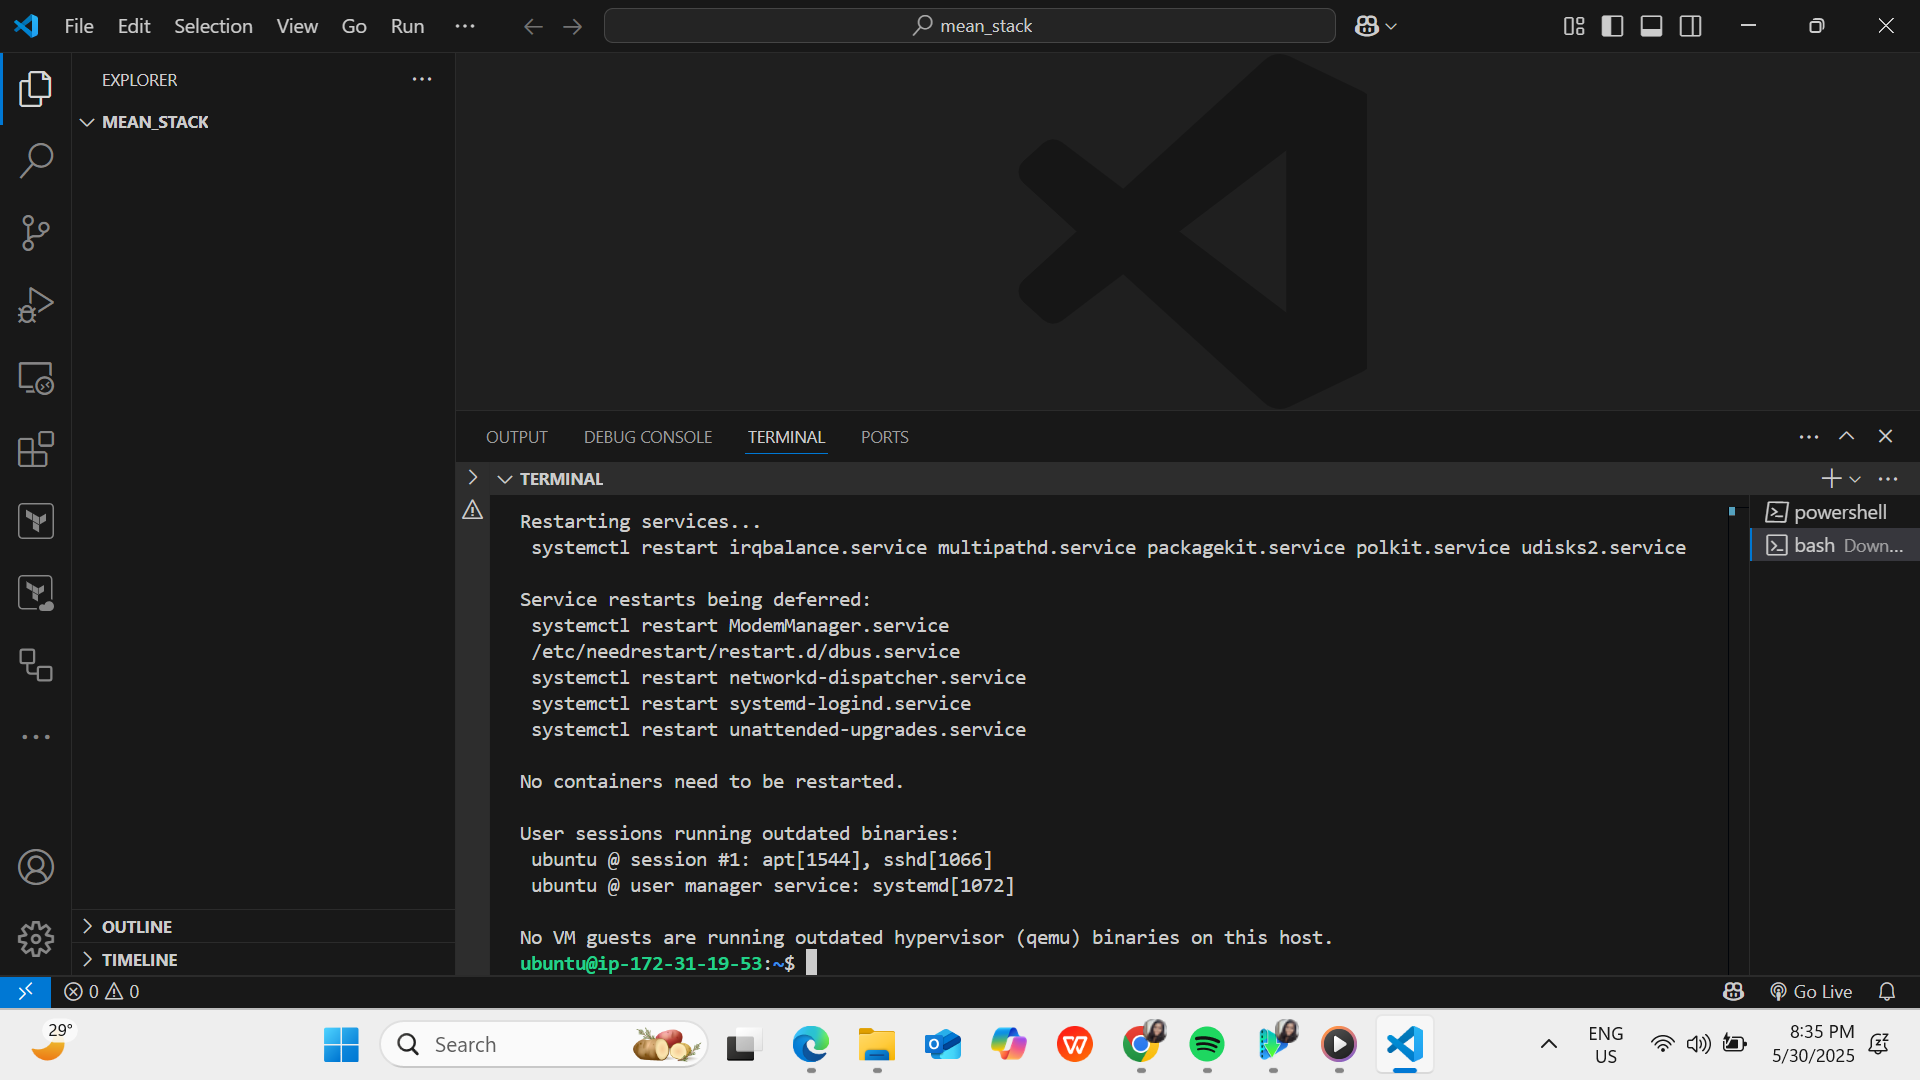 File Edit Selection View Go Run
mean_stack
EXPLORER
MEAN_STACK
OUTPUT DEBUG CONSOLE TERMINAL PORTS
TERMINAL
Restarting services...
systemctl restart irqbalance.service multipathd.service packagekit.service polkit.service udisks2.service
Service restarts being deferred:
systemctl restart ModemManager.service
/etc/needrestart/restart.d/dbus.service
systemctl restart networkd-dispatcher.service
systemctl restart systemd-logind.service
systemctl restart unattended-upgrades.service
No containers need to be restarted.
User sessions running outdated binaries:
ubuntu @ session #1: apt[1544], sshd[1066]
ubuntu @ user manager service: systemd[1072]
No VM guests are running outdated hypervisor (qemu) binaries on this host.
ubuntu@ip-172-31-19-53:~$
powershell
bash Down...
OUTLINE
TIMELINE
0 0
Go Live
29°
Search
ENG
US
8:35 PM
5/30/2025